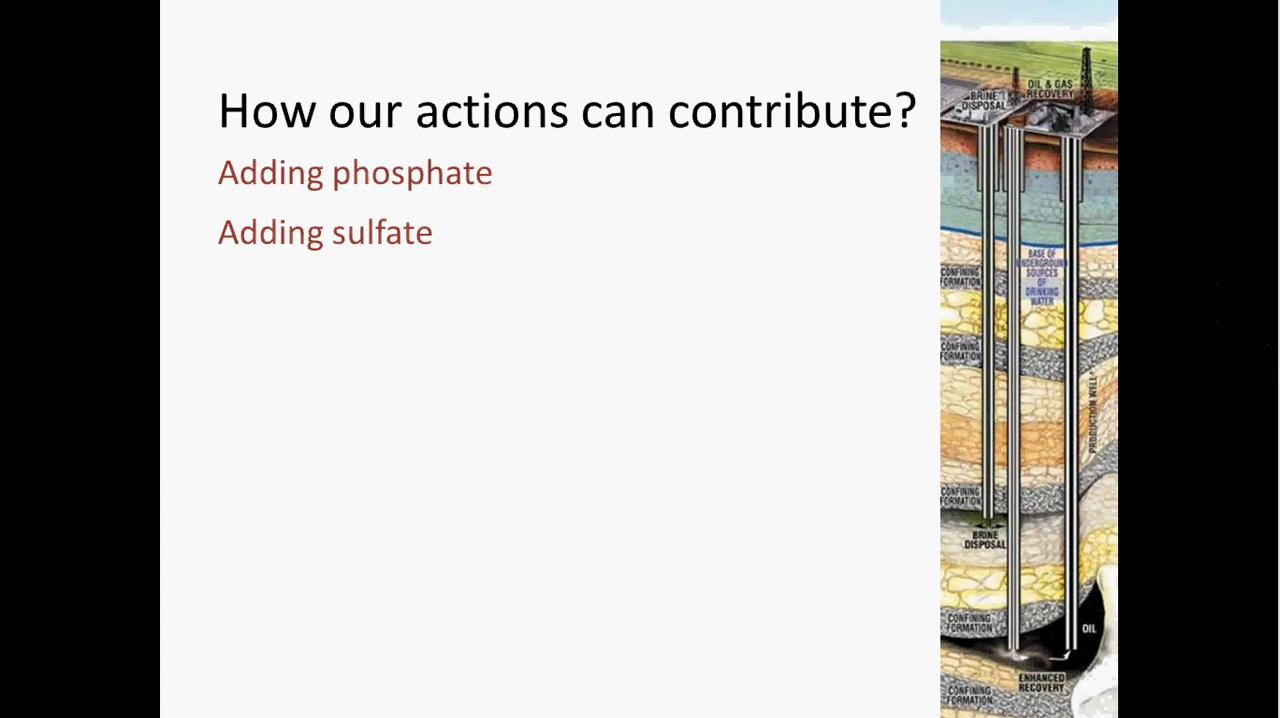 How our actions can contribute?
Adding phosphate
Adding sulfate
BRINE
DISPOSAL
OIL & GAS
RECOVERY
BASE OF
UNDERGROUND
SOURCES
OF
DRINKING
WATER
CONFINING
FORMATION
CONFINING
FORMATION
PRODUCTION WELL
CONFINING
FORMATION
BRINE
DISPOSAL
CONFINING
FORMATION
OIL
ENHANCED
RECOVERY
CONFINING
FORMATION